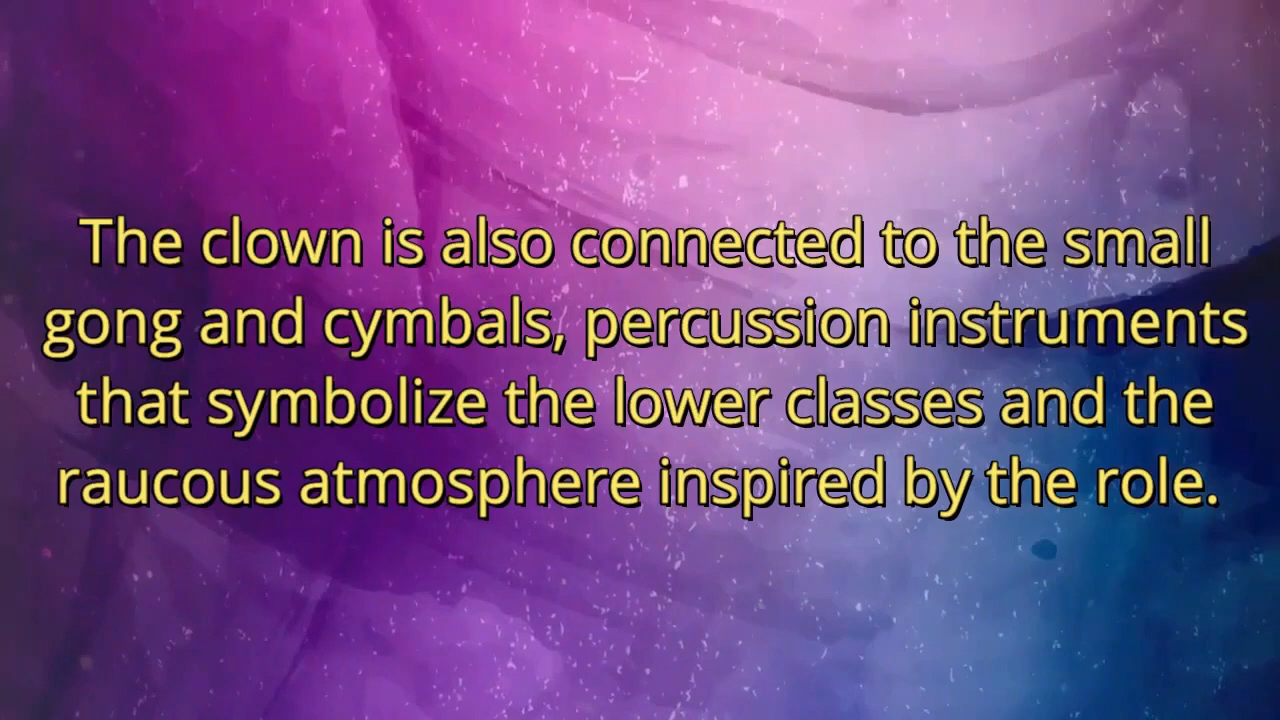 The clown is also connected to the small
gong and cymbals, percussion instruments
that symbolize the lower classes and the
raucous atmosphere inspired by the role.